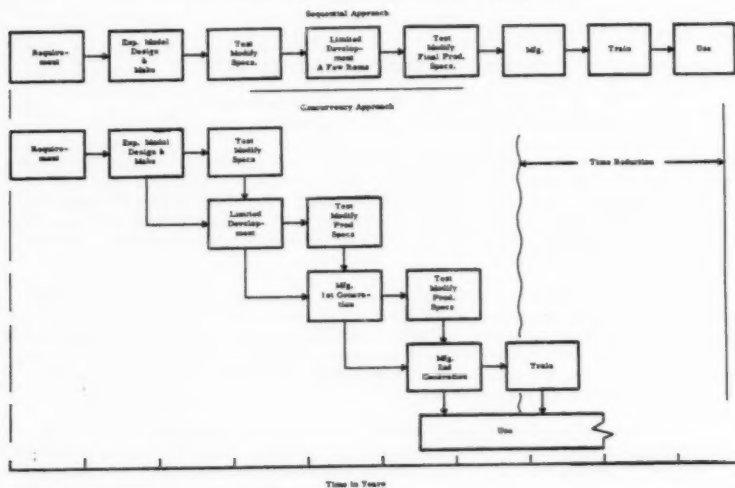 Sequential Approach
Require-
ment
Exp. Model
Design
&
Make
Test
Modify
Specs.
Limited
Develop-
ment
A Few Items
Test
Modify
Final Prod.
Specs.
Mfg.
Train
Use
Concurrency Approach
Require-
ment
Exp. Model
Design &
Make
Test
Modify
Specs
Time Reduction
Limited
Develop-
ment
Test
Modify
Prod
Specs
Mfg.
1st Genera-
tion
Test
Modify
Prod.
Specs
Mfg.
2nd
Generation
Train
Use
Time in Years